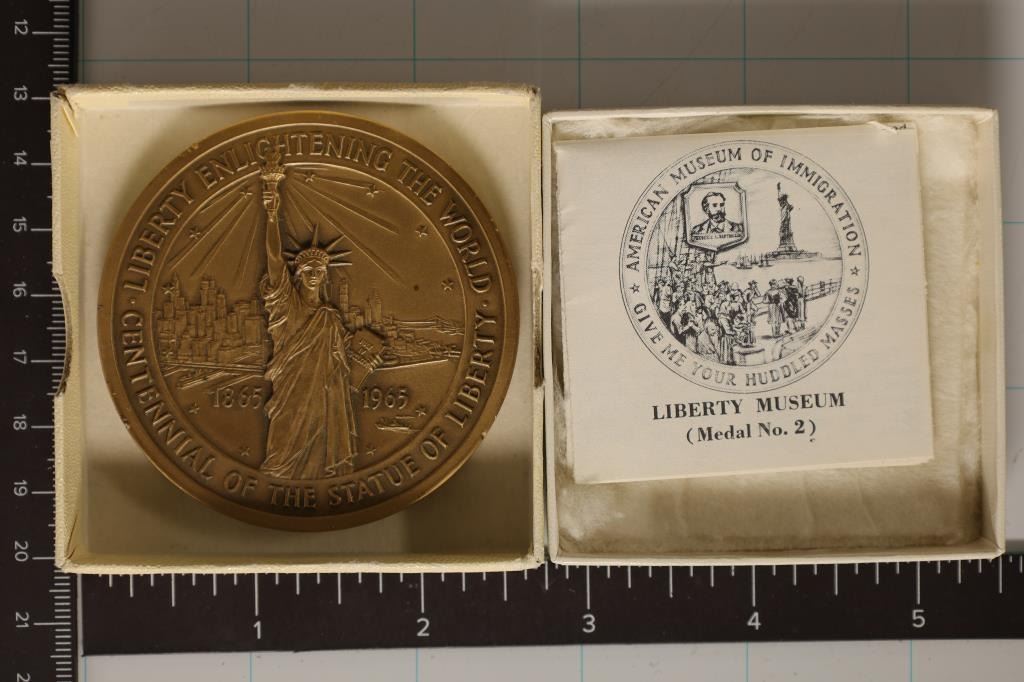 · LIBERTY ENLIGHTENING THE WORLD ·
CENTENNIAL OF THE STATUE OF LIBERTY
1865 1965
★ AMERICAN MUSEUM OF IMMIGRATION ★
GIVE ME YOUR HUDDLED MASSES
LIBERTY MUSEUM
(Medal No. 2)
12
13
14
15
16
17
18
19
20
21
1 2 3 4 5